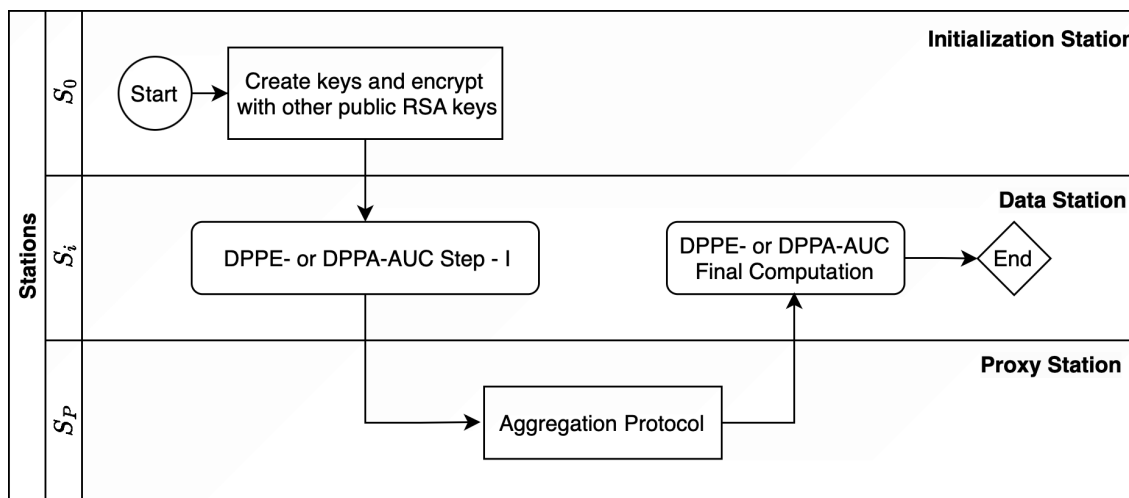 Stations
S0
Initialization Station
Start
Create keys and encrypt
with other public RSA keys
Si
Data Station
DPPE- or DPPA-AUC Step - I
DPPE- or DPPA-AUC
Final Computation
End
SP
Proxy Station
Aggregation Protocol